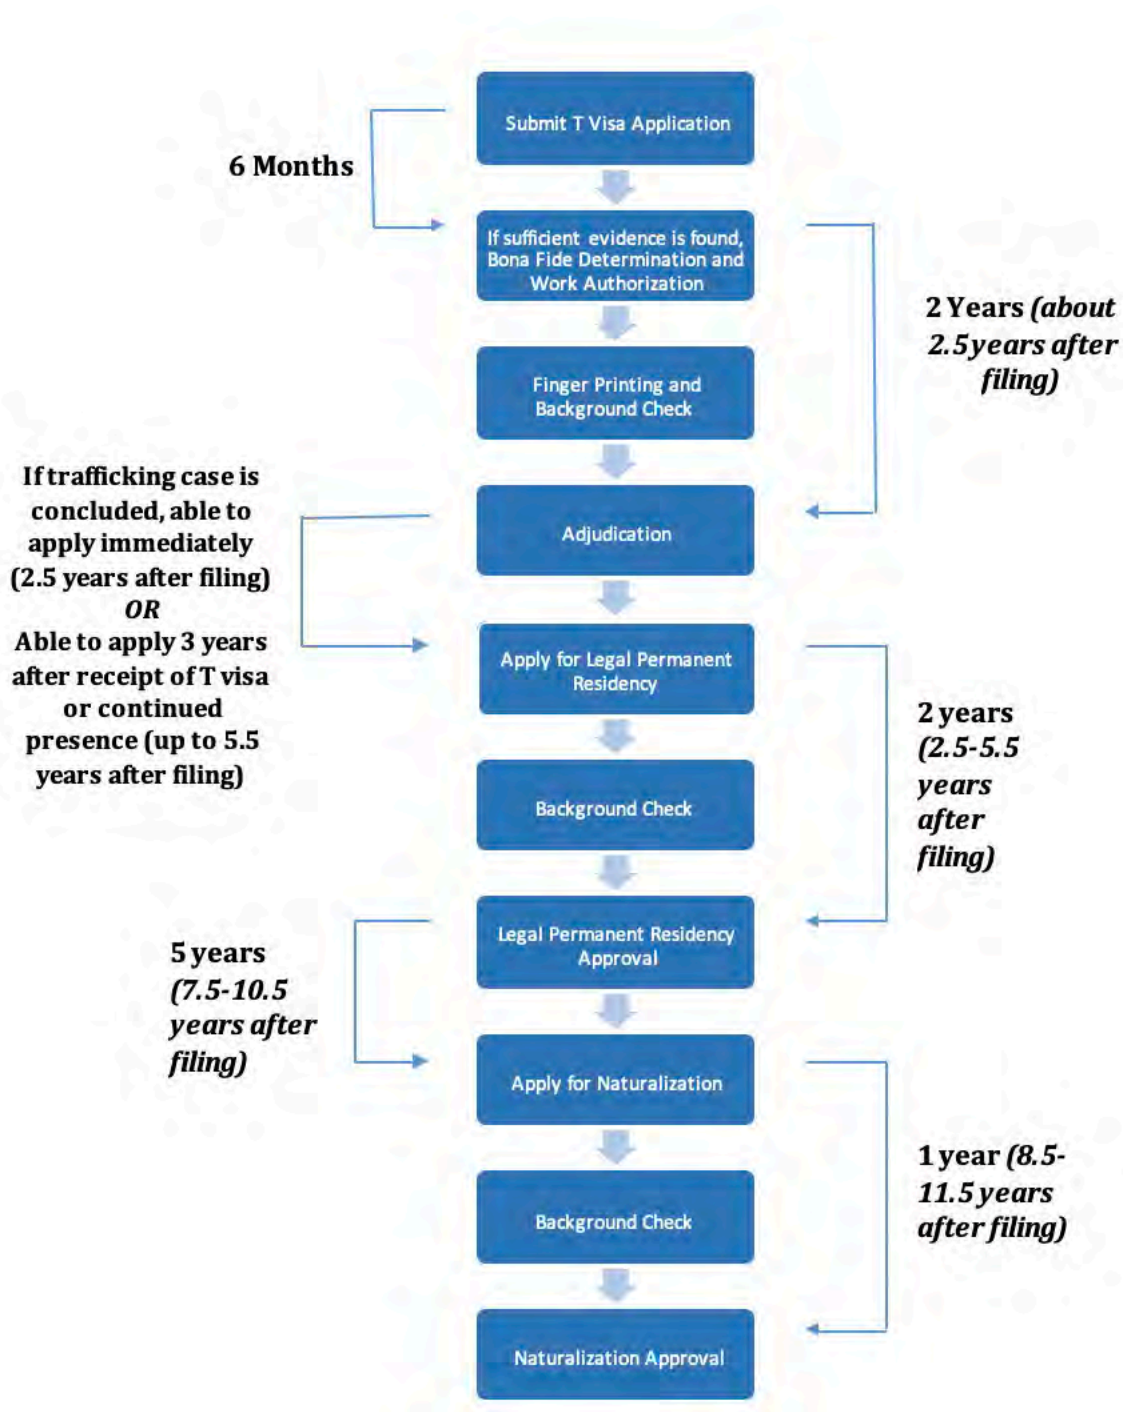 Submit T Visa Application
6 Months
If sufficient evidence is found,
Bona Fide Determination and
Work Authorization
2 Years (about
2.5 years after
filing)
Finger Printing and
Background Check
Adjudication
If trafficking case is
concluded, able to
apply immediately
(2.5 years after filing)
OR
Able to apply 3 years
after receipt of T visa
or continued
presence (up to 5.5
years after filing)
Apply for Legal Permanent
Residency
2 years
(2.5-5.5
years
after
filing)
Background Check
Legal Permanent Residency
Approval
5 years
(7.5-10.5
years after
filing)
Apply for Naturalization
1 year (8.5-
11.5 years
after filing)
Background Check
Naturalization Approval